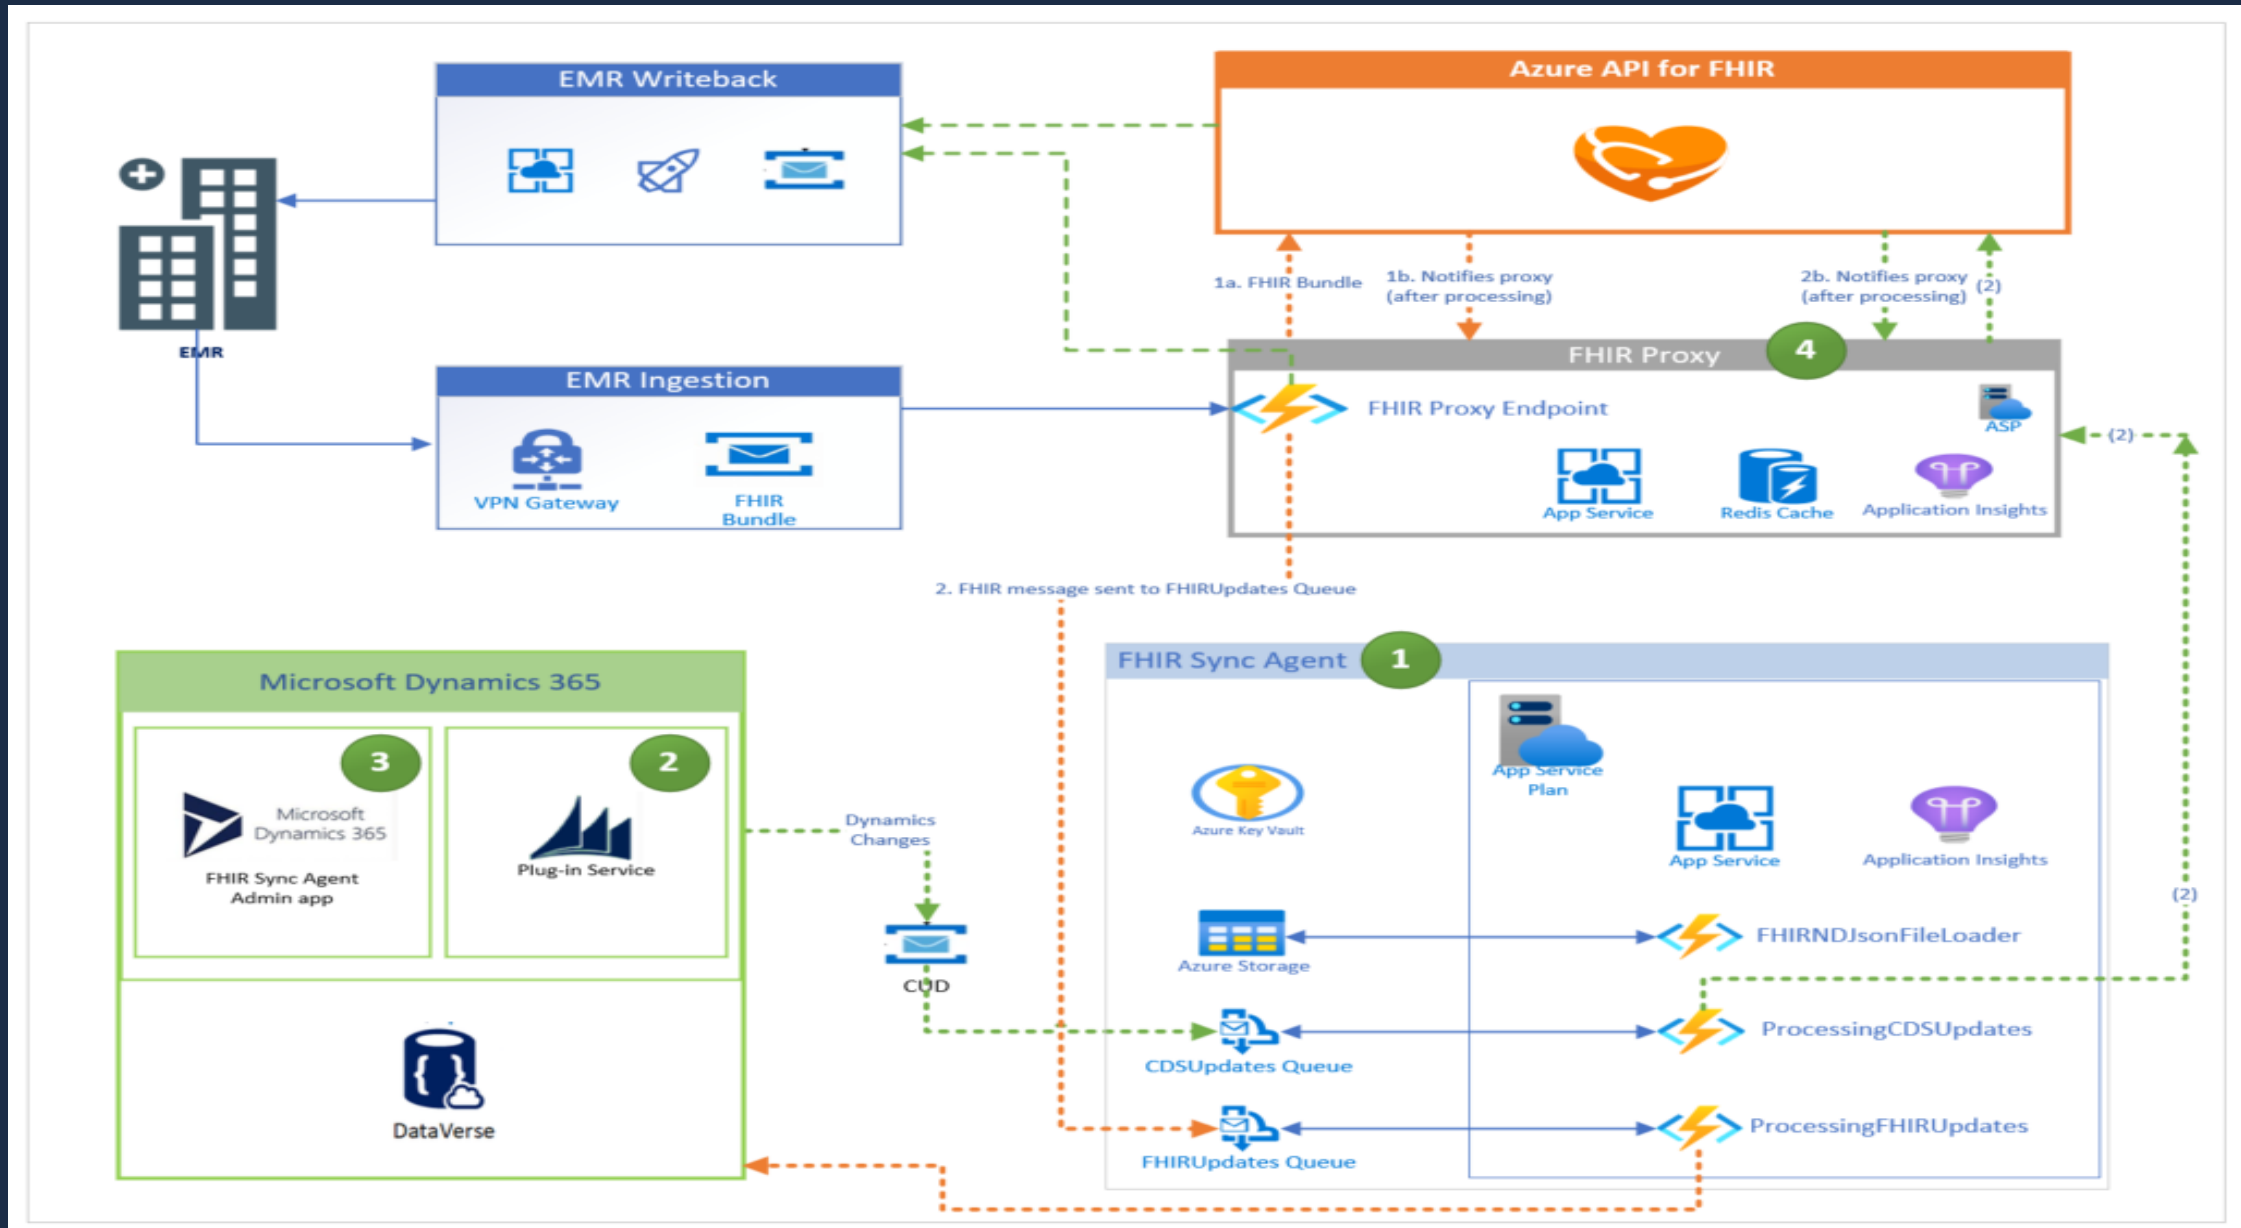 EMR Writeback
Azure API for FHIR
1a. FHIR Bundle
1b. Notifies proxy
(after processing)
2b. Notifies proxy
(after processing)
(2)
EMR
FHIR Proxy
4
EMR Ingestion
FHIR Proxy Endpoint
ASP
(2)
VPN Gateway
FHIR
Bundle
App Service
Redis Cache
Application Insights
2. FHIR message sent to FHIRUpdates Queue
Microsoft Dynamics 365
FHIR Sync Agent
1
3
2
Microsoft
Dynamics 365
FHIR Sync Agent
Admin app
Plug-in Service
Dynamics
Changes
CUD
DataVerse
Azure Key Vault
App Service
Plan
App Service
Application Insights
(2)
Azure Storage
FHIRNDJsonFileLoader
CDSUpdates Queue
ProcessingCDSUpdates
FHIRUpdates Queue
ProcessingFHIRUpdates